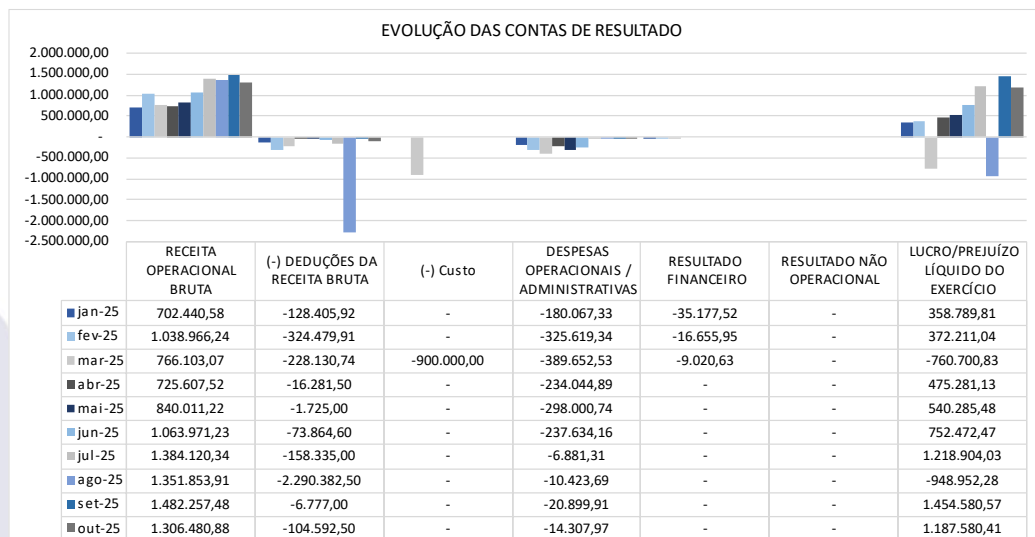 EVOLUÇÃO DAS CONTAS DE RESULTADO
2.000.000,00
1.500.000,00
1.000.000,00
500.000,00
-
-500.000,00
-1.000.000,00
-1.500.000,00
-2.000.000,00
-2.500.000,00
RECEITA OPERACIONAL BRUTA (-) DEDUÇÕES DA RECEITA BRUTA (-) Custo DESPESAS OPERACIONAIS / ADMINISTRATIVAS RESULTADO FINANCEIRO RESULTADO NÃO OPERACIONAL LUCRO/PREJUÍZO LÍQUIDO DO EXERCÍCIO
jan-25 702.440,58 -128.405,92 - -180.067,33 -35.177,52 - 358.789,81
fev-25 1.038.966,24 -324.479,91 - -325.619,34 -16.655,95 - 372.211,04
mar-25 766.103,07 -228.130,74 -900.000,00 -389.652,53 -9.020,63 - -760.700,83
abr-25 725.607,52 -16.281,50 - -234.044,89 - - 475.281,13
mai-25 840.011,22 -1.725,00 - -298.000,74 - - 540.285,48
jun-25 1.063.971,23 -73.864,60 - -237.634,16 - - 752.472,47
jul-25 1.384.120,34 -158.335,00 - -6.881,31 - - 1.218.904,03
ago-25 1.351.853,91 -2.290.382,50 - -10.423,69 - - -948.952,28
set-25 1.482.257,48 -6.777,00 - -20.899,91 - - 1.454.580,57
out-25 1.306.480,88 -104.592,50 - -14.307,97 - - 1.187.580,41